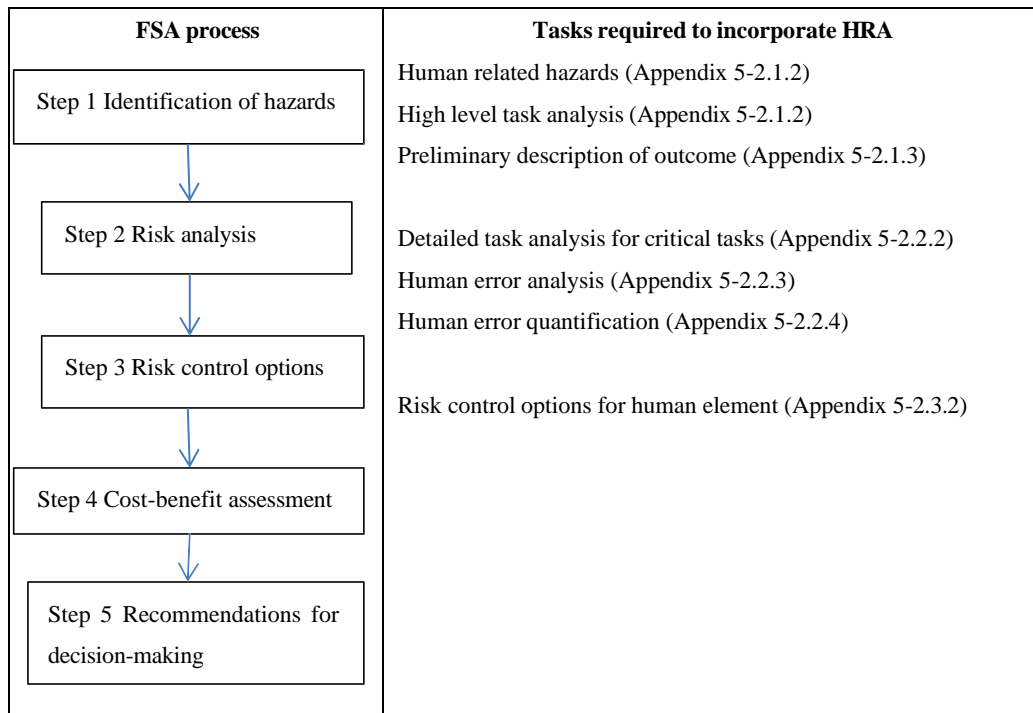 FSA process
Step 1 Identification of hazards
Step 2 Risk analysis
Step 3 Risk control options
Step 4 Cost-benefit assessment
Step 5 Recommendations for
decision-making
Tasks required to incorporate HRA
Human related hazards (Appendix 5-2.1.2)
High level task analysis (Appendix 5-2.1.2)
Preliminary description of outcome (Appendix 5-2.1.3)
Detailed task analysis for critical tasks (Appendix 5-2.2.2)
Human error analysis (Appendix 5-2.2.3)
Human error quantification (Appendix 5-2.2.4)
Risk control options for human element (Appendix 5-2.3.2)